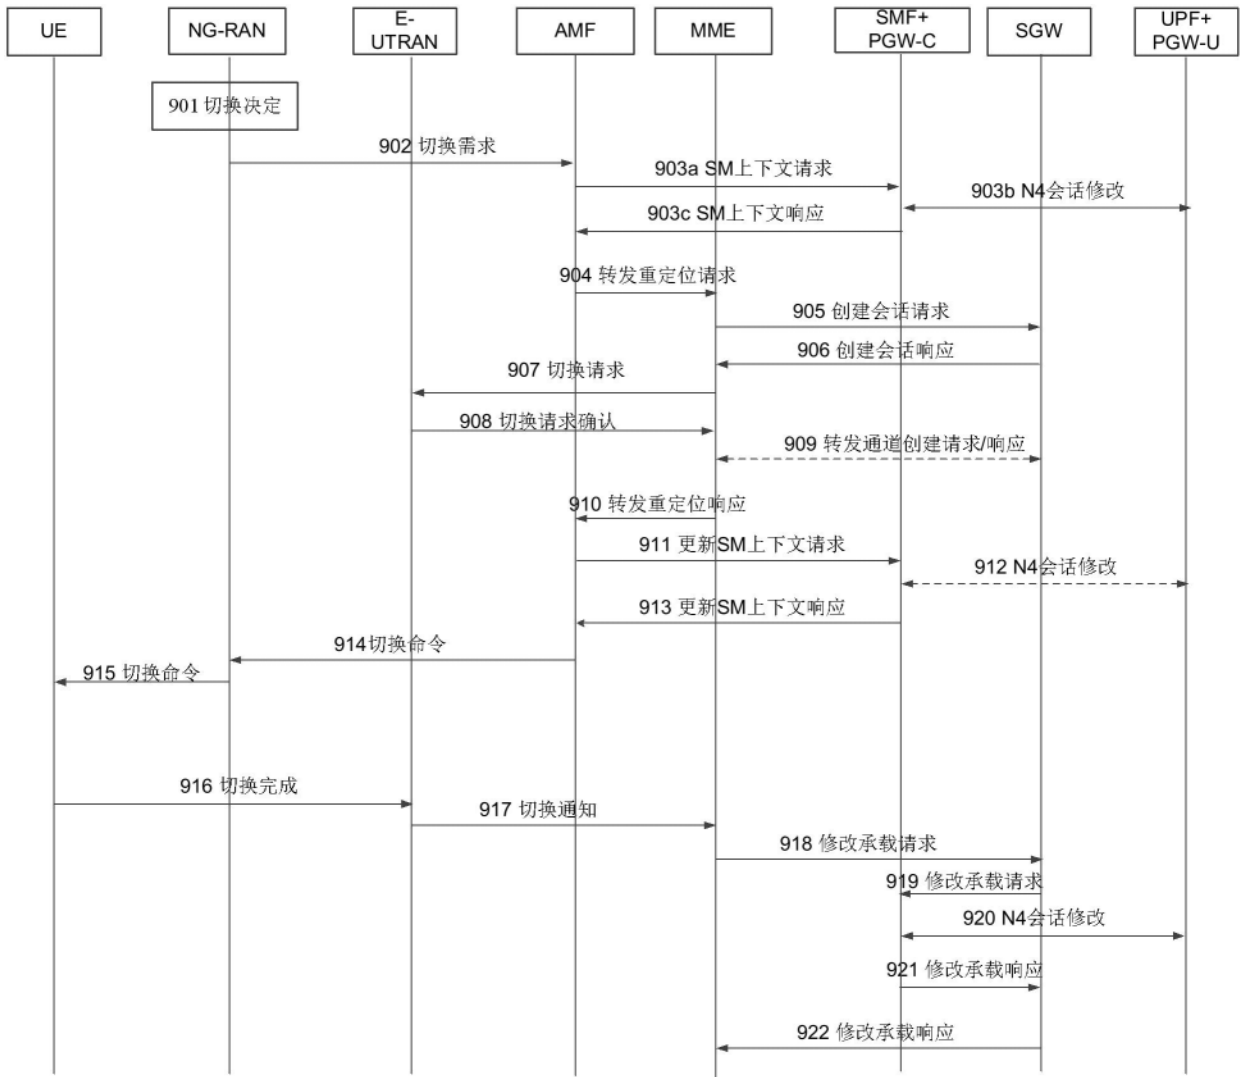 UE
NG-RAN
E-
UTRAN
AMF
MME
SMF+
PGW-C
SGW
UPF+
PGW-U
901 切换决定
902 切换需求
903a SM上下文请求
903b N4会话修改
903c SM上下文响应
904 转发重定位请求
905 创建会话请求
906 创建会话响应
907 切换请求
908 切换请求确认
909 转发通道创建请求/响应
910 转发重定位响应
911 更新SM上下文请求
912 N4会话修改
913 更新SM上下文响应
914切换命令
915 切换命令
916 切换完成
917 切换通知
918 修改承载请求
919 修改承载请求
920 N4会话修改
921 修改承载响应
922 修改承载响应